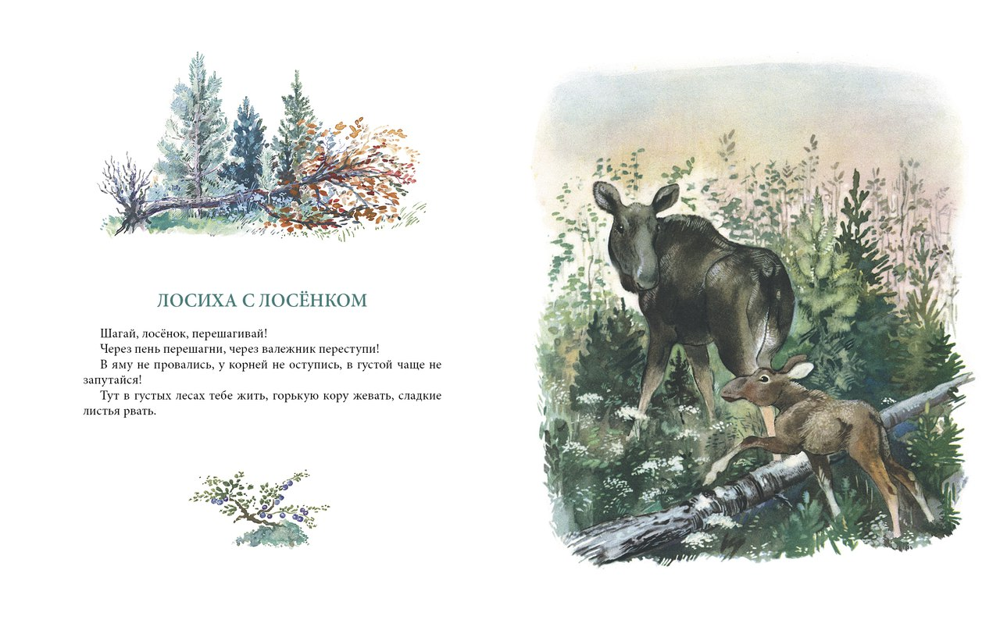 ЛОСИХА С ЛОСЁНКОМ
Шагай, лосёнок, перешагивай!
Через пень перешагни, через валежник переступи!
В яму не провались, у корней не оступись, в густой чаще не
запутайся!
Тут в густых лесах тебе жить, горькую кору жевать, сладкие
листья рвать.